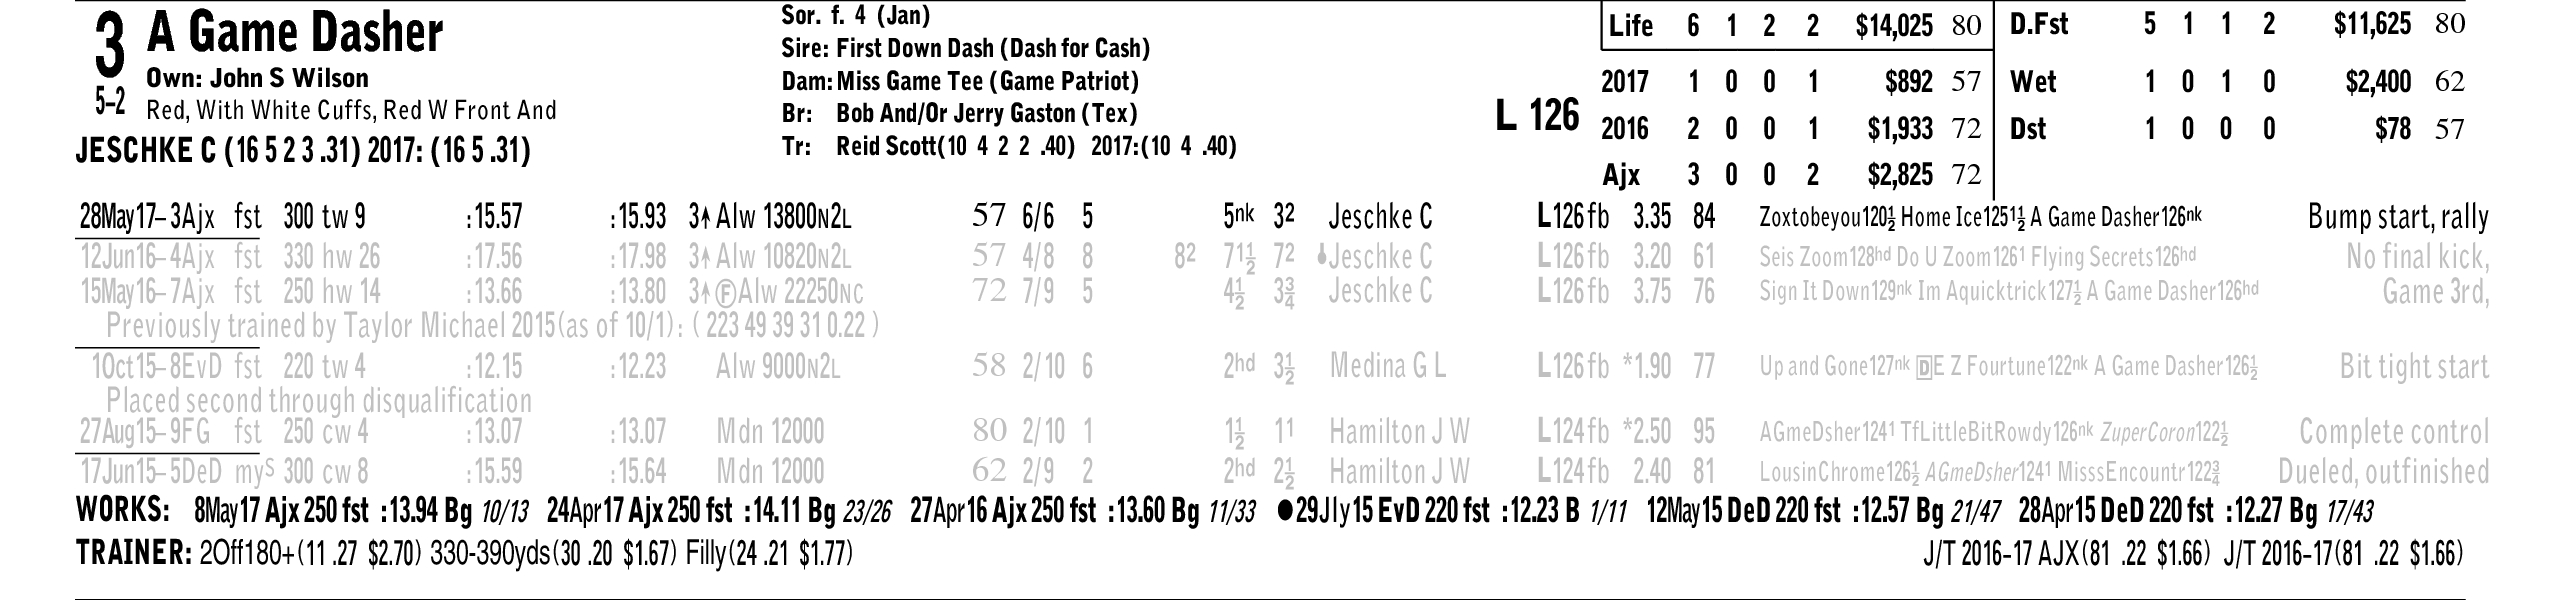 3 A Game Dasher
Own: John S Wilson
5–2 Red, With White Cuffs, Red W Front And
JESCHKE C (16 5 2 3 .31) 2017: (16 5 .31)
Sor. f. 4 (Jan)
Sire: First Down Dash (Dash for Cash)
Dam: Miss Game Tee (Game Patriot)
Br: Bob And/Or Jerry Gaston (Tex)
Tr: Reid Scott(10 4 2 2 .40) 2017:(10 4 .40)
L 126
Life 6 1 2 2 $14,025 80
2017 1 0 0 1 $892 57
2016 2 0 0 1 $1,933 72
Ajx 3 0 0 2 $2,825 72
D.Fst 5 1 1 2 $11,625 80
Wet 1 0 1 0 $2,400 62
Dst 1 0 0 0 $78 57
28May17–3Ajx fst 300 tw 9 :15.57 :15.93 3↑ Alw 13800N2L 57 6/6 5 5nk 32 Jeschke C L126fb 3.35 84 Zoxtobeyou120½ Home Ice1251½ A Game Dasher126nk Bump start, rally
12Jun16–4Ajx fst 330 hw 26 :17.56 :17.98 3↑ Alw 10820N2L 57 4/8 8 82 71½ 72 Jeschke C L126fb 3.20 61 Seis Zoom128hd Do U Zoom1261 Flying Secrets126hd No final kick,
15May16–7Ajx fst 250 hw 14 :13.66 :13.80 3↑ ⒻAlw 22250NC 72 7/9 5 4½ 3¾ Jeschke C L126fb 3.75 76 Sign It Down129nk Im Aquicktrick127½ A Game Dasher126hd Game 3rd,
Previously trained by Taylor Michael 2015(as of 10/1): ( 223 49 39 31 0.22 )
1Oct15–8EvD fst 220 tw 4 :12.15 :12.23 Alw 9000N2L 58 2/10 6 2hd 3½ Medina G L L126fb *1.90 77 Up and Gone127nk 🄳E Z Fourtune122nk A Game Dasher126½ Bit tight start
Placed second through disqualification
27Aug15–9FG fst 250 cw 4 :13.07 :13.07 Mdn 12000 80 2/10 1 1½ 11 Hamilton J W L124fb *2.50 95 AGmeDsher1241 TfLittleBitRowdy126nk ZuperCoron122½ Complete control
17Jun15–5DeD myS 300 cw 8 :15.59 :15.64 Mdn 12000 62 2/9 2 2hd 2½ Hamilton J W L124fb 2.40 81 LousinChrome126½ AGmeDsher1241 MisssEncountr122¾ Dueled, outfinished
WORKS: 8May17 Ajx 250 fst :13.94 Bg 10/13 24Apr17 Ajx 250 fst :14.11 Bg 23/26 27Apr16 Ajx 250 fst :13.60 Bg 11/33 ●29Jly15 EvD 220 fst :12.23 B 1/11 12May15 DeD 220 fst :12.57 Bg 21/47 28Apr15 DeD 220 fst :12.27 Bg 17/43
TRAINER: 2Off180+(11 .27 $2.70) 330-390yds(30 .20 $1.67) Filly(24 .21 $1.77) J/T 2016-17 AJX(81 .22 $1.66) J/T 2016-17(81 .22 $1.66)